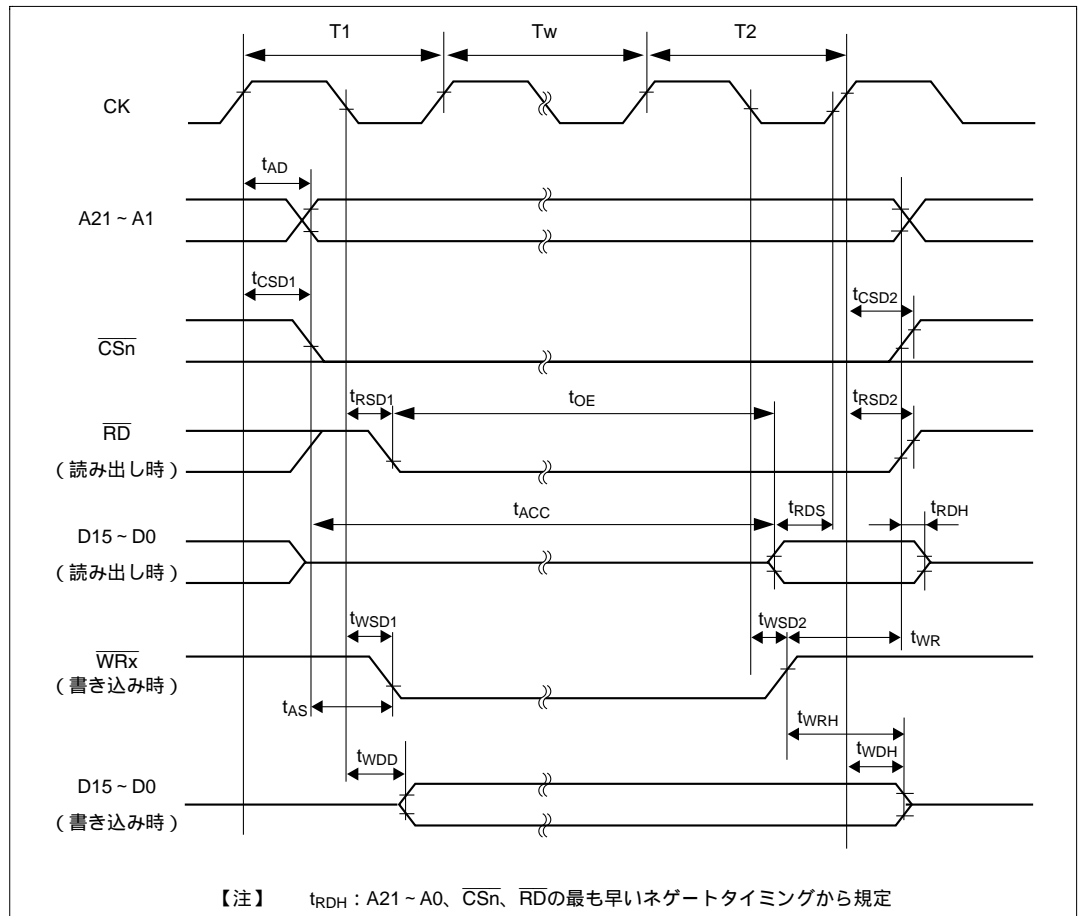 T1 Tw T2
CK
tAD
A21 ~ A1
tCSD1 tCSD2
CSn
tRSD1 tOE tRSD2
RD
(読み出し時)
tACC tRDS tRDH
D15 ~ D0
(読み出し時)
tWSD1 tWSD2 tWR
WRx
(書き込み時)
tAS tWRH
tWDD tWDH
D15 ~ D0
(書き込み時)
【注】 tRDH : A21 ~ A0、CSn、RDの最も早いネゲートタイミングから規定